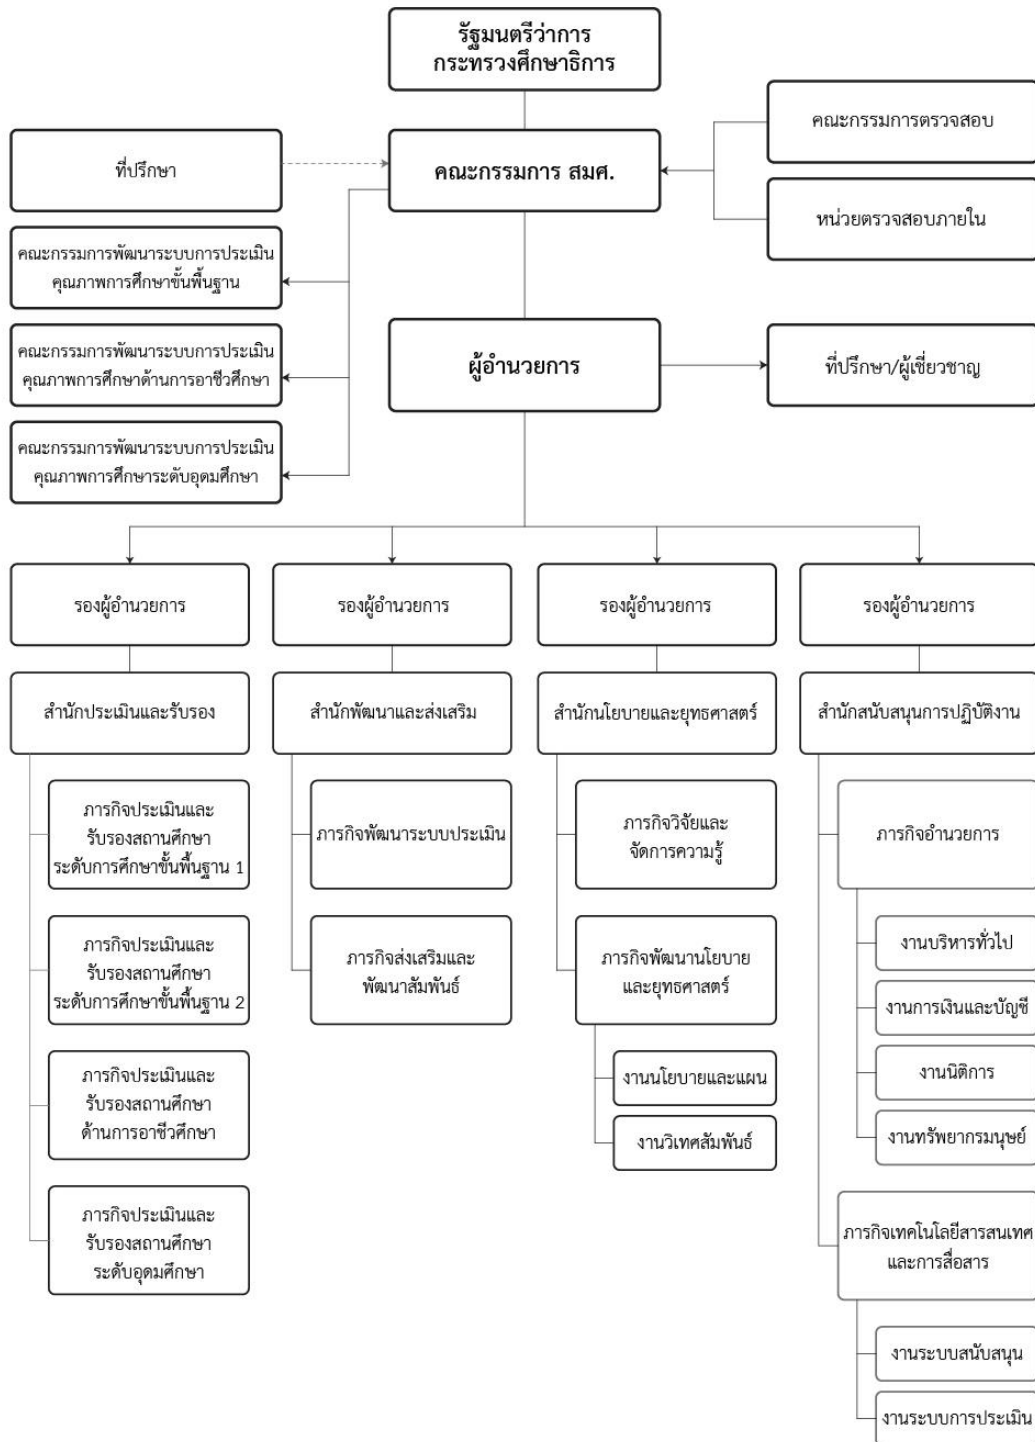 รัฐมนตรีว่าการ
กระทรวงศึกษาธิการ
คณะกรรมการตรวจสอบ
ที่ปรึกษา
คณะกรรมการ สมศ.
หน่วยตรวจสอบภายใน
คณะกรรมการพัฒนาระบบการประเมิน
คุณภาพการศึกษาขั้นพื้นฐาน
คณะกรรมการพัฒนาระบบการประเมิน
คุณภาพการศึกษาด้านการอาชีวศึกษา
ผู้อำนวยการ
ที่ปรึกษา/ผู้เชี่ยวชาญ
คณะกรรมการพัฒนาระบบการประเมิน
คุณภาพการศึกษาระดับอุดมศึกษา
รองผู้อำนวยการ
รองผู้อำนวยการ
รองผู้อำนวยการ
รองผู้อำนวยการ
สำนักประเมินและรับรอง
สำนักพัฒนาและส่งเสริม
สำนักนโยบายและยุทธศาสตร์
สำนักสนับสนุนการปฏิบัติงาน
ภารกิจประเมินและ
รับรองสถานศึกษา
ระดับการศึกษาขั้นพื้นฐาน 1
ภารกิจประเมินและ
รับรองสถานศึกษา
ระดับการศึกษาขั้นพื้นฐาน 2
ภารกิจประเมินและ
รับรองสถานศึกษา
ด้านการอาชีวศึกษา
ภารกิจประเมินและ
รับรองสถานศึกษา
ระดับอุดมศึกษา
ภารกิจพัฒนาระบบประเมิน
ภารกิจส่งเสริมและ
พัฒนาสัมพันธ์
ภารกิจวิจัยและ
จัดการความรู้
ภารกิจพัฒนานโยบาย
และยุทธศาสตร์
งานนโยบายและแผน
งานวิเทศสัมพันธ์
ภารกิจอำนวยการ
งานบริหารทั่วไป
งานการเงินและบัญชี
งานนิติการ
งานทรัพยากรมนุษย์
ภารกิจเทคโนโลยีสารสนเทศ
และการสื่อสาร
งานระบบสนับสนุน
งานระบบการประเมิน